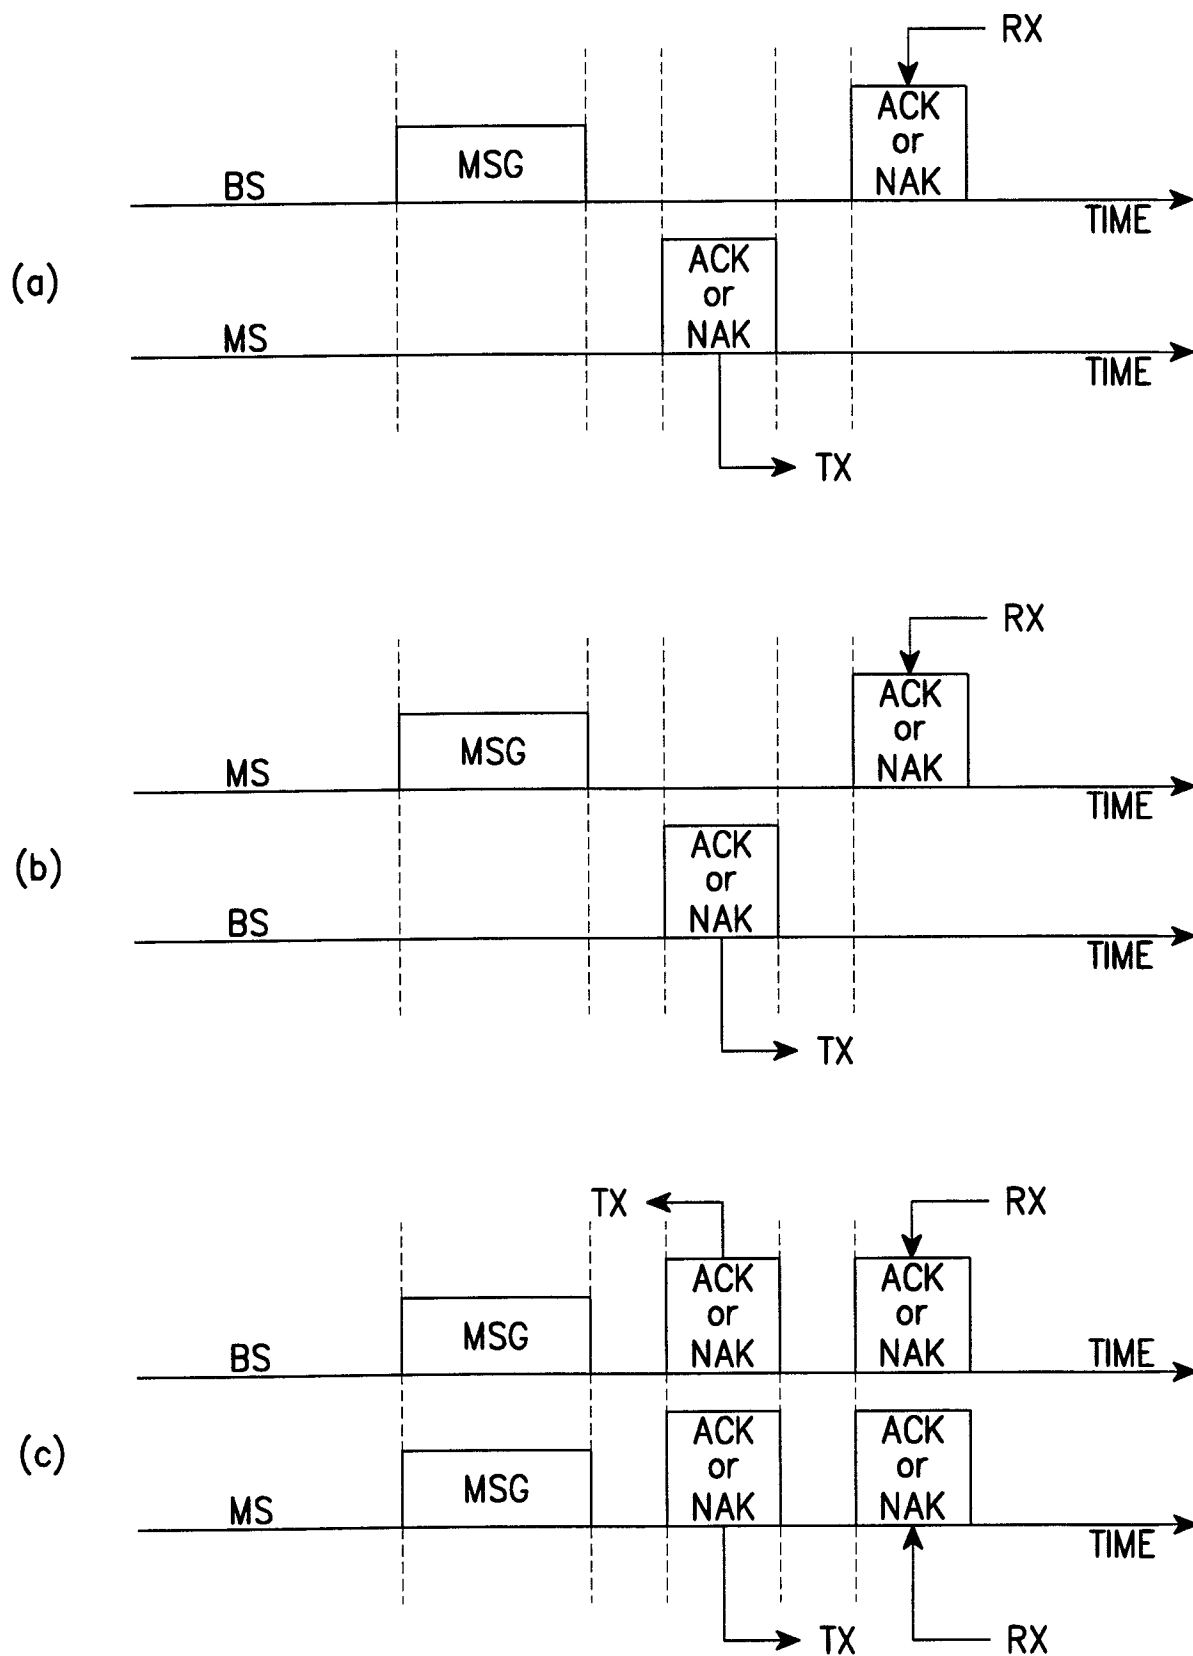 RX
ACK
or
NAK
MSG
BS
TIME
(a)
ACK
or
NAK
MS
TIME
TX
RX
ACK
or
NAK
MSG
MS
TIME
(b)
ACK
or
NAK
BS
TIME
TX
TX
RX
ACK
or
NAK
ACK
or
NAK
MSG
BS
TIME
(c)
ACK
or
NAK
ACK
or
NAK
MSG
MS
TIME
TX
RX